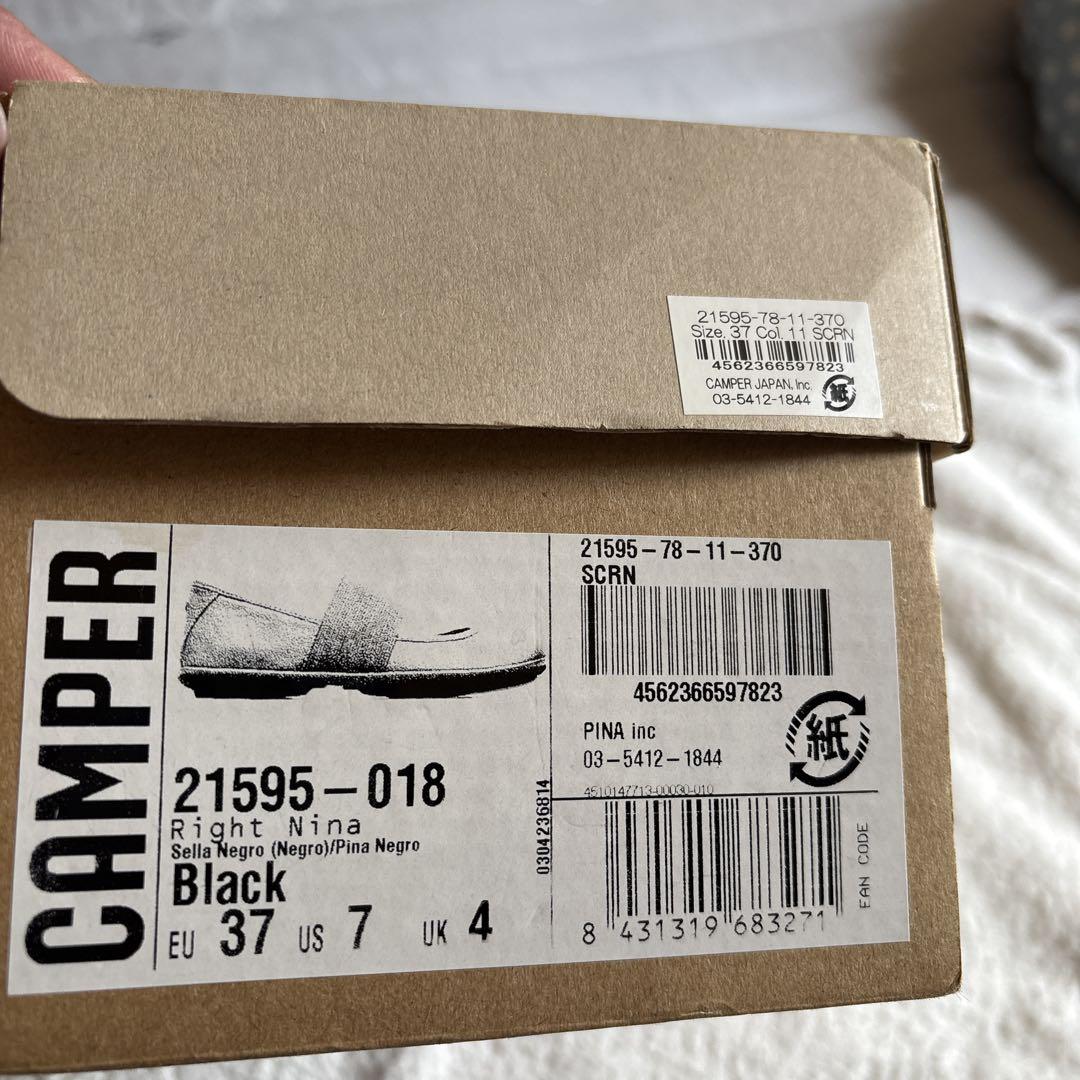 21595-78-11-370
Size. 37 Col. 11 SCRN
4562366597823
CAMPER JAPAN, Inc.
03-5412-1844
紙
CAMPER
21595-018
Right Nina
Sella Negro (Negro)/Pina Negro
Black
EU 37 US 7 UK 4
0304236814
21595-78-11-370
SCRN
4562366597823
PINA inc
03-5412-1844
紙
4510147713-00030-010
EAN CODE
8 431319 683271